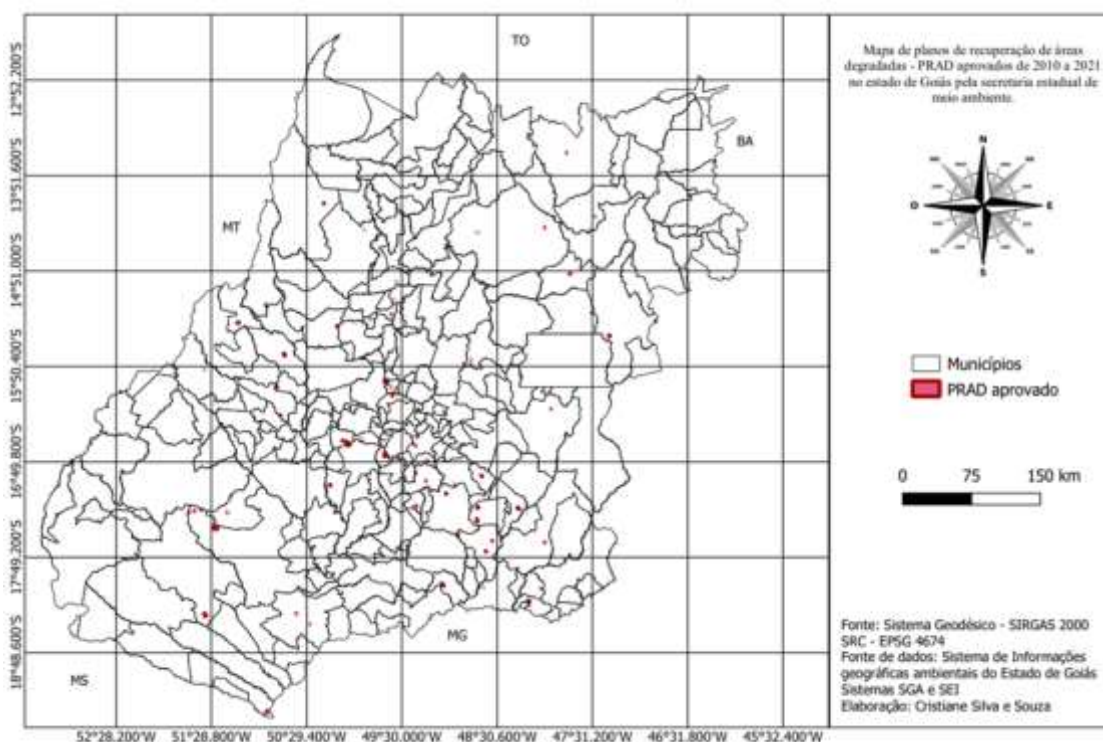 Mapa de planos de recuperação de áreas
degradadas - PRAD aprovados de 2010 a 2021
no estado de Goiás pela secretaria estadual de
meio ambiente.
TO
BA
MT
MG
MS
12°52.200'S
13°51.600'S
14°51.000'S
15°50.400'S
16°49.800'S
17°49.200'S
18°48.600'S
52°28.200'W 51°28.800'W 50°29.400'W 49°30.000'W 48°30.600'W 47°31.200'W 46°31.800'W 45°32.400'W
N
O
E
S
Municípios
PRAD aprovado
0 75 150 km
Fonte: Sistema Geodésico - SIRGAS 2000
SRC - EPSG 4674
Fonte de dados: Sistema de Informações
geográficas ambientais do Estado de Goiás
Sistemas SGA e SEI
Elaboração: Cristiane Silva e Souza